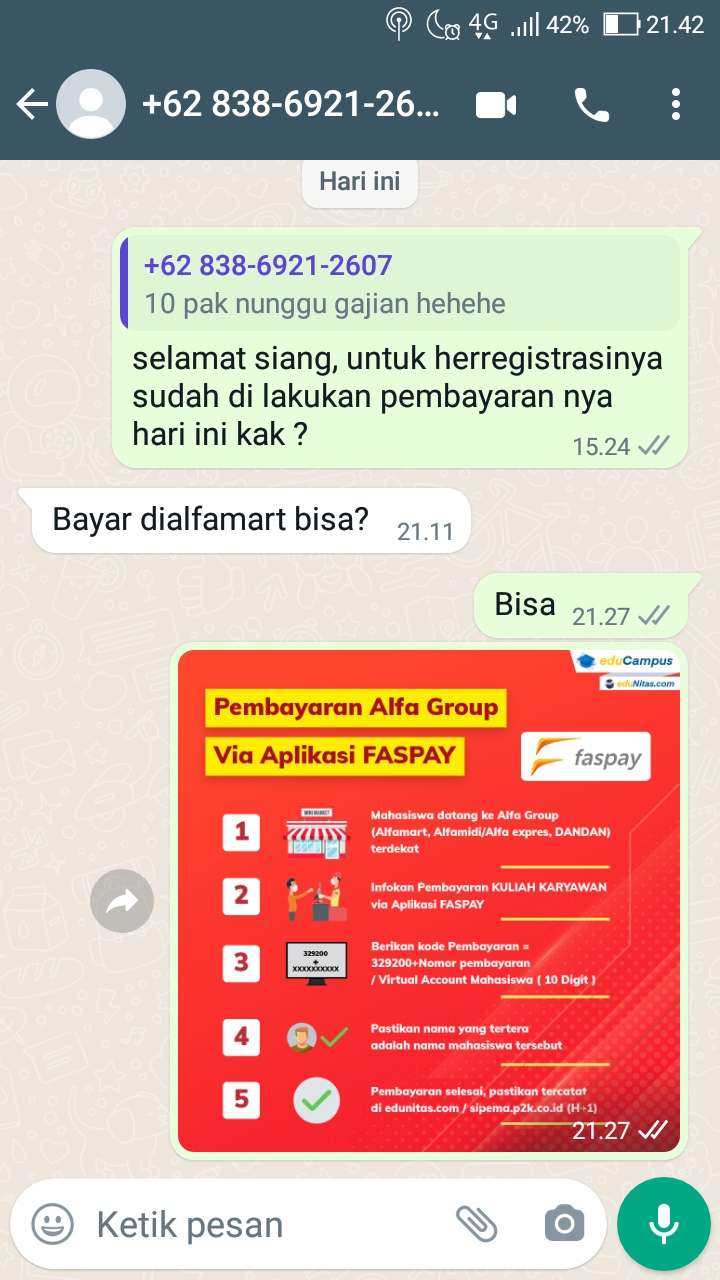 4G 42% 21.42
+62 838-6921-26...
Hari ini
+62 838-6921-2607
10 pak nunggu gajian hehehe
selamat siang, untuk herregistrasinya
sudah di lakukan pembayaran nya
hari ini kak ?
15.24
Bayar dialfamart bisa?
21.11
Bisa
21.27
eduCampus
eduNitas.com
Pembayaran Alfa Group
Via Aplikasi FASPAY
faspay
1
MINI MARKET
Mahasiswa datang ke Alfa Group
(Alfamart, Alfamidi/Alfa expres, DANDAN)
terdekat
2
Infokan Pembayaran KULIAH KARYAWAN
via Aplikasi FASPAY
3
329200
+
XXXXXXXXXX
Berikan kode Pembayaran =
329200+Nomor pembayaran
/ Virtual Account Mahasiswa ( 10 Digit )
4
Pastikan nama yang tertera
adalah nama mahasiswa tersebut
5
Pembayaran selesai, pastikan tercatat
di edunitas.com / sipema.p2k.co.id (H+1)
21.27
Ketik pesan